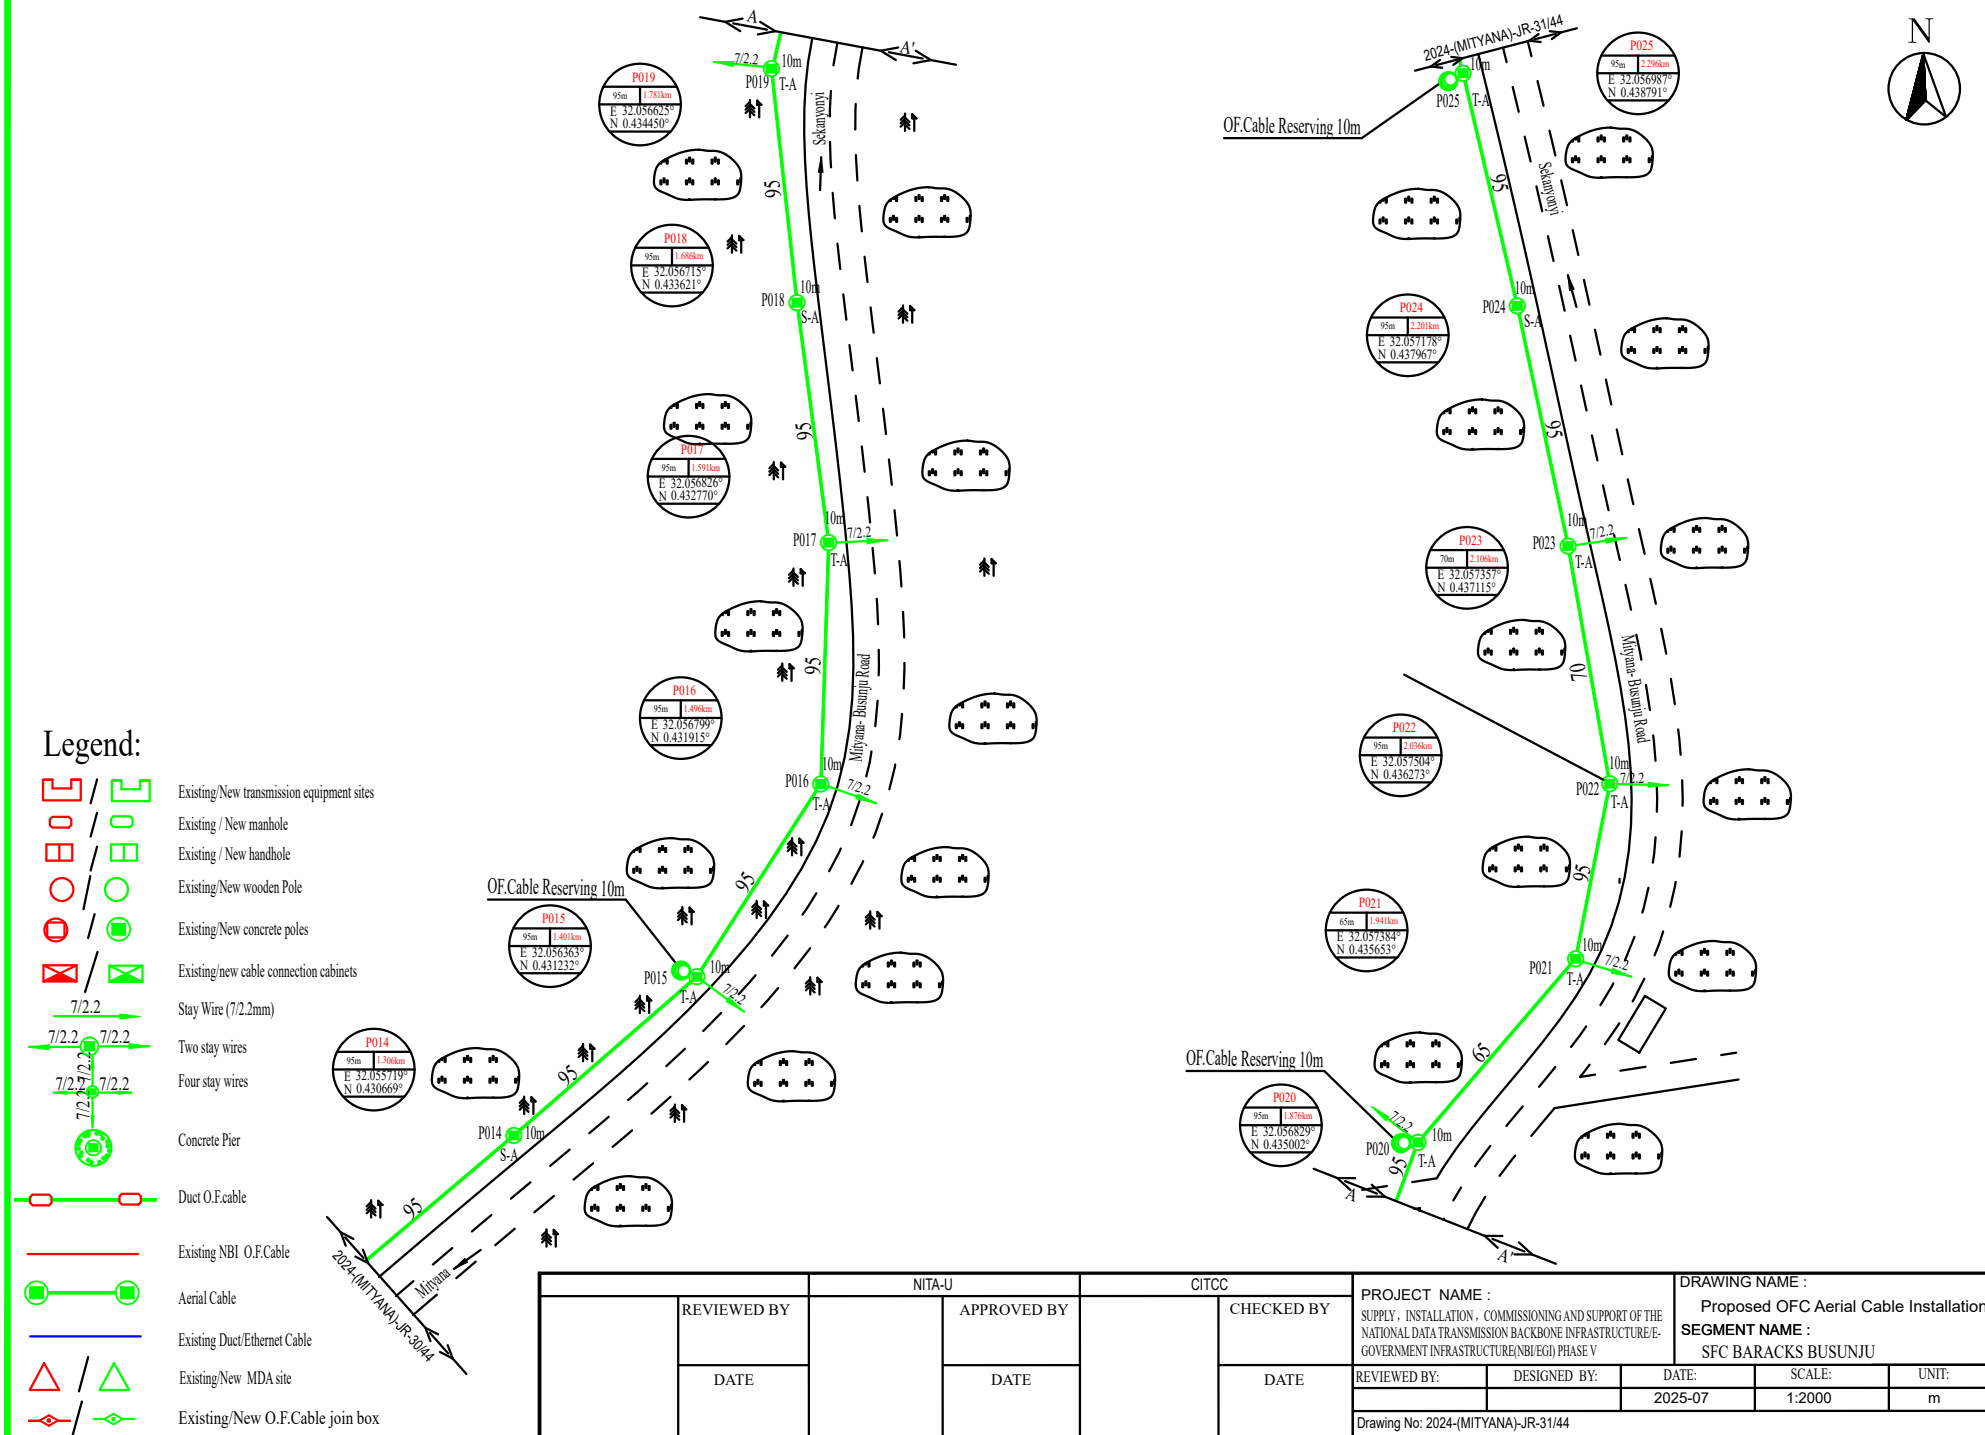 A
A'
7/2.2
10m
P019
T-A
P019
95m
1.781km
E 32.056625°
N 0.434450°
Sekanyonyi
95
P018
95m
1.686km
E 32.056715°
N 0.433621°
10m
P018
S-A
95
P017
95m
1.591km
E 32.056826°
N 0.432770°
10m
7/2.2
P017
T-A
95
P016
95m
1.496km
E 32.056799°
N 0.431915°
Mityana- Busunju Road
10m
P016
7/2.2
T-A
95
OF.Cable Reserving 10m
P015
95m
1.401km
E 32.056363°
N 0.431232°
P015
10m
T-A
7/2.2
P014
95m
1.306km
E 32.055719°
N 0.430669°
95
P014
10m
S-A
95
Mityana
2024-(MITYANA)-JR-30/44
2024-(MITYANA)-JR-31/44
N
P025
95m
2.296km
E 32.056987°
N 0.438791°
10m
P025
T-A
OF.Cable Reserving 10m
Sekanyonyi
95
P024
95m
2.201km
E 32.057178°
N 0.437967°
10m
P024
S-A
95
P023
70m
2.106km
E 32.057357°
N 0.437115°
10m
7/2.2
P023
T-A
70
Mityana- Busunju Road
P022
95m
2.036km
E 32.057504°
N 0.436273°
10m
7/2.2
P022
T-A
95
P021
65m
1.941km
E 32.057384°
N 0.435653°
10m
P021
7/2.2
T-A
65
OF.Cable Reserving 10m
P020
95m
1.876km
E 32.056829°
N 0.435002°
7/2.2
10m
P020
T-A
95
A
A'
Legend:
Existing/New transmission equipment sites
Existing / New manhole
Existing / New handhole
Existing/New wooden Pole
Existing/New concrete poles
Existing/new cable connection cabinets
7/2.2
Stay Wire (7/2.2mm)
7/2.2 7/2.2
Two stay wires
7/2.2
7/2.2 7/2.2
Four stay wires
7/2.2
Concrete Pier
Duct O.F.cable
Existing NBI O.F.Cable
Aerial Cable
Existing Duct/Ethernet Cable
Existing/New MDA site
Existing/New O.F.Cable join box
NITA-U
CITCC
REVIEWED BY
APPROVED BY
CHECKED BY
DATE
DATE
DATE
PROJECT NAME :
SUPPLY, INSTALLATION, COMMISSIONING AND SUPPORT OF THE
NATIONAL DATA TRANSMISSION BACKBONE INFRASTRUCTURE/E-
GOVERNMENT INFRASTRUCTURE(NBI/EGI) PHASE V
DRAWING NAME :
Proposed OFC Aerial Cable Installation
SEGMENT NAME :
SFC BARACKS BUSUNJU
REVIEWED BY:
DESIGNED BY:
DATE:
SCALE:
UNIT:
2025-07
1:2000
m
Drawing No: 2024-(MITYANA)-JR-31/44